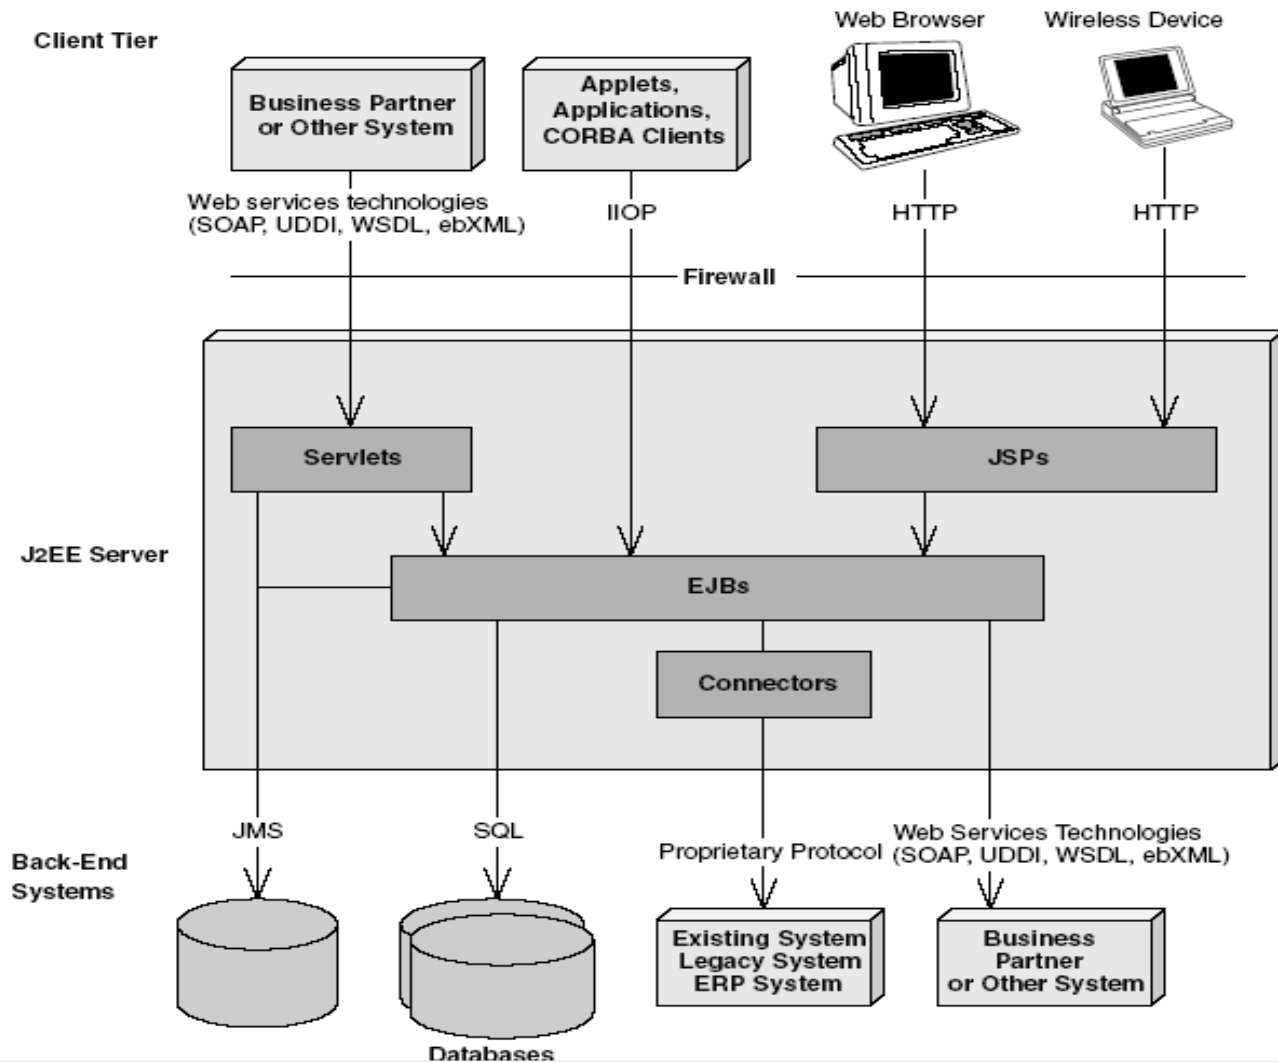 Client Tier
Web Browser
Wireless Device
Business Partner
or Other System
Applets,
Applications,
CORBA Clients
Web services technologies
(SOAP, UDDI, WSDL, ebXML)
IIOP
HTTP
HTTP
Firewall
Servlets
JSPs
J2EE Server
EJBs
Connectors
JMS
SQL
Proprietary Protocol
Web Services Technologies
(SOAP, UDDI, WSDL, ebXML)
Back-End
Systems
Existing System
Legacy System
ERP System
Business
Partner
or Other System
Databases